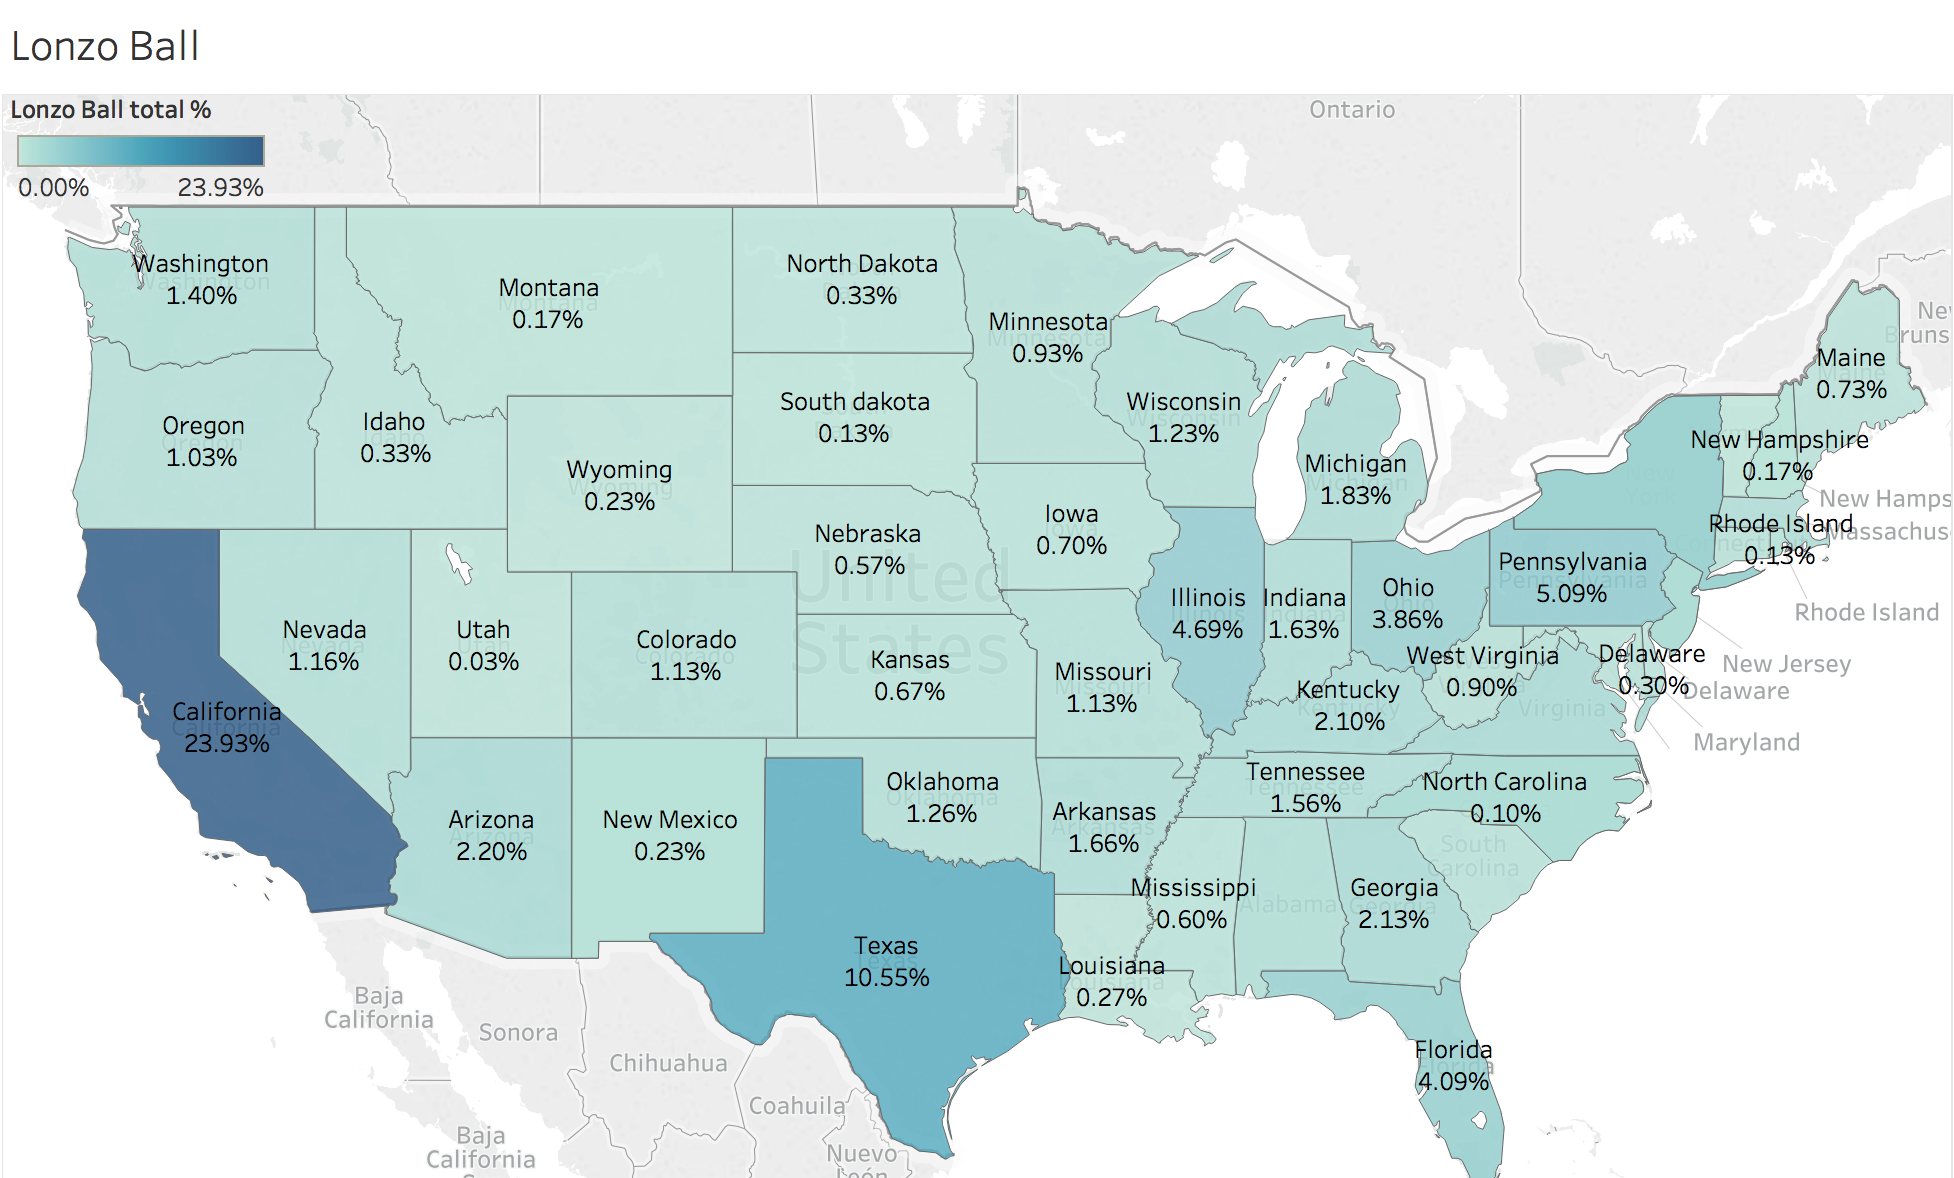 Lonzo Ball
Lonzo Ball total %
0.00% 23.93%
Ontario
Washington
1.40%
Montana
0.17%
North Dakota
0.33%
Minnesota
0.93%
Maine
0.73%
Oregon
1.03%
Idaho
0.33%
Wyoming
0.23%
South dakota
0.13%
Wisconsin
1.23%
Michigan
1.83%
New Hampshire
0.17%
New Hamps
Nebraska
0.57%
Iowa
0.70%
Rhode Island
0.13%
Massachus
United
States
Illinois
4.69%
Indiana
1.63%
Ohio
3.86%
Pennsylvania
5.09%
Rhode Island
Nevada
1.16%
Utah
0.03%
Colorado
1.13%
Kansas
0.67%
Missouri
1.13%
Kentucky
2.10%
West Virginia
0.90%
Delaware
0.30%
New Jersey
Delaware
Virginia
Maryland
California
23.93%
Arizona
2.20%
New Mexico
0.23%
Oklahoma
1.26%
Arkansas
1.66%
Tennessee
1.56%
North Carolina
0.10%
South
Carolina
Texas
10.55%
Louisiana
0.27%
Mississippi
0.60%
Alabama
Georgia
2.13%
Florida
4.09%
Baja
California
Sonora
Chihuahua
Coahuila
Nuevo
León
Baja
California